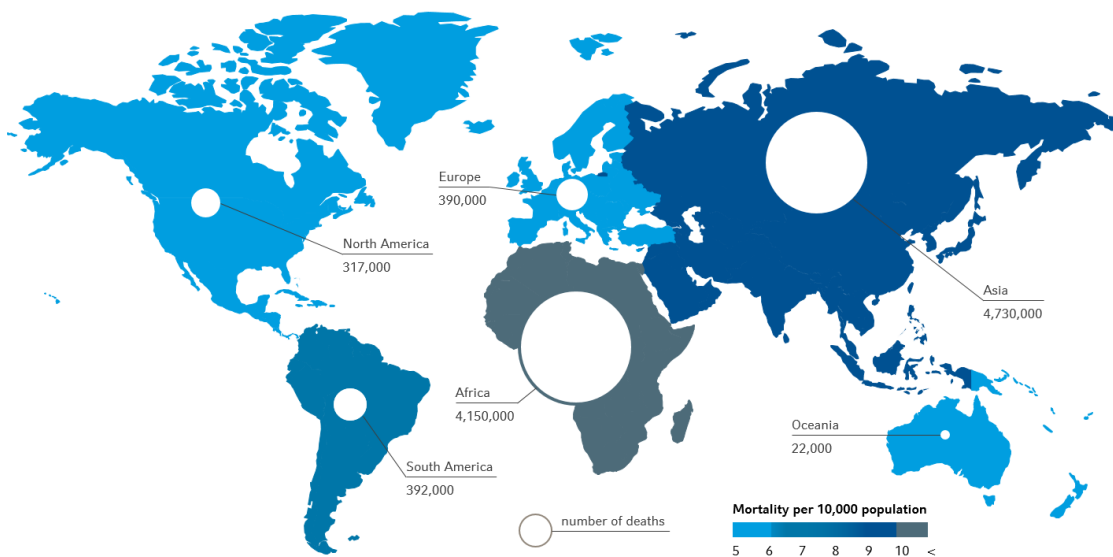 Europe
390,000
North America
317,000
Asia
4,730,000
Africa
4,150,000
Oceania
22,000
South America
392,000
number of deaths
Mortality per 10,000 population
5 6 7 8 9 10 <